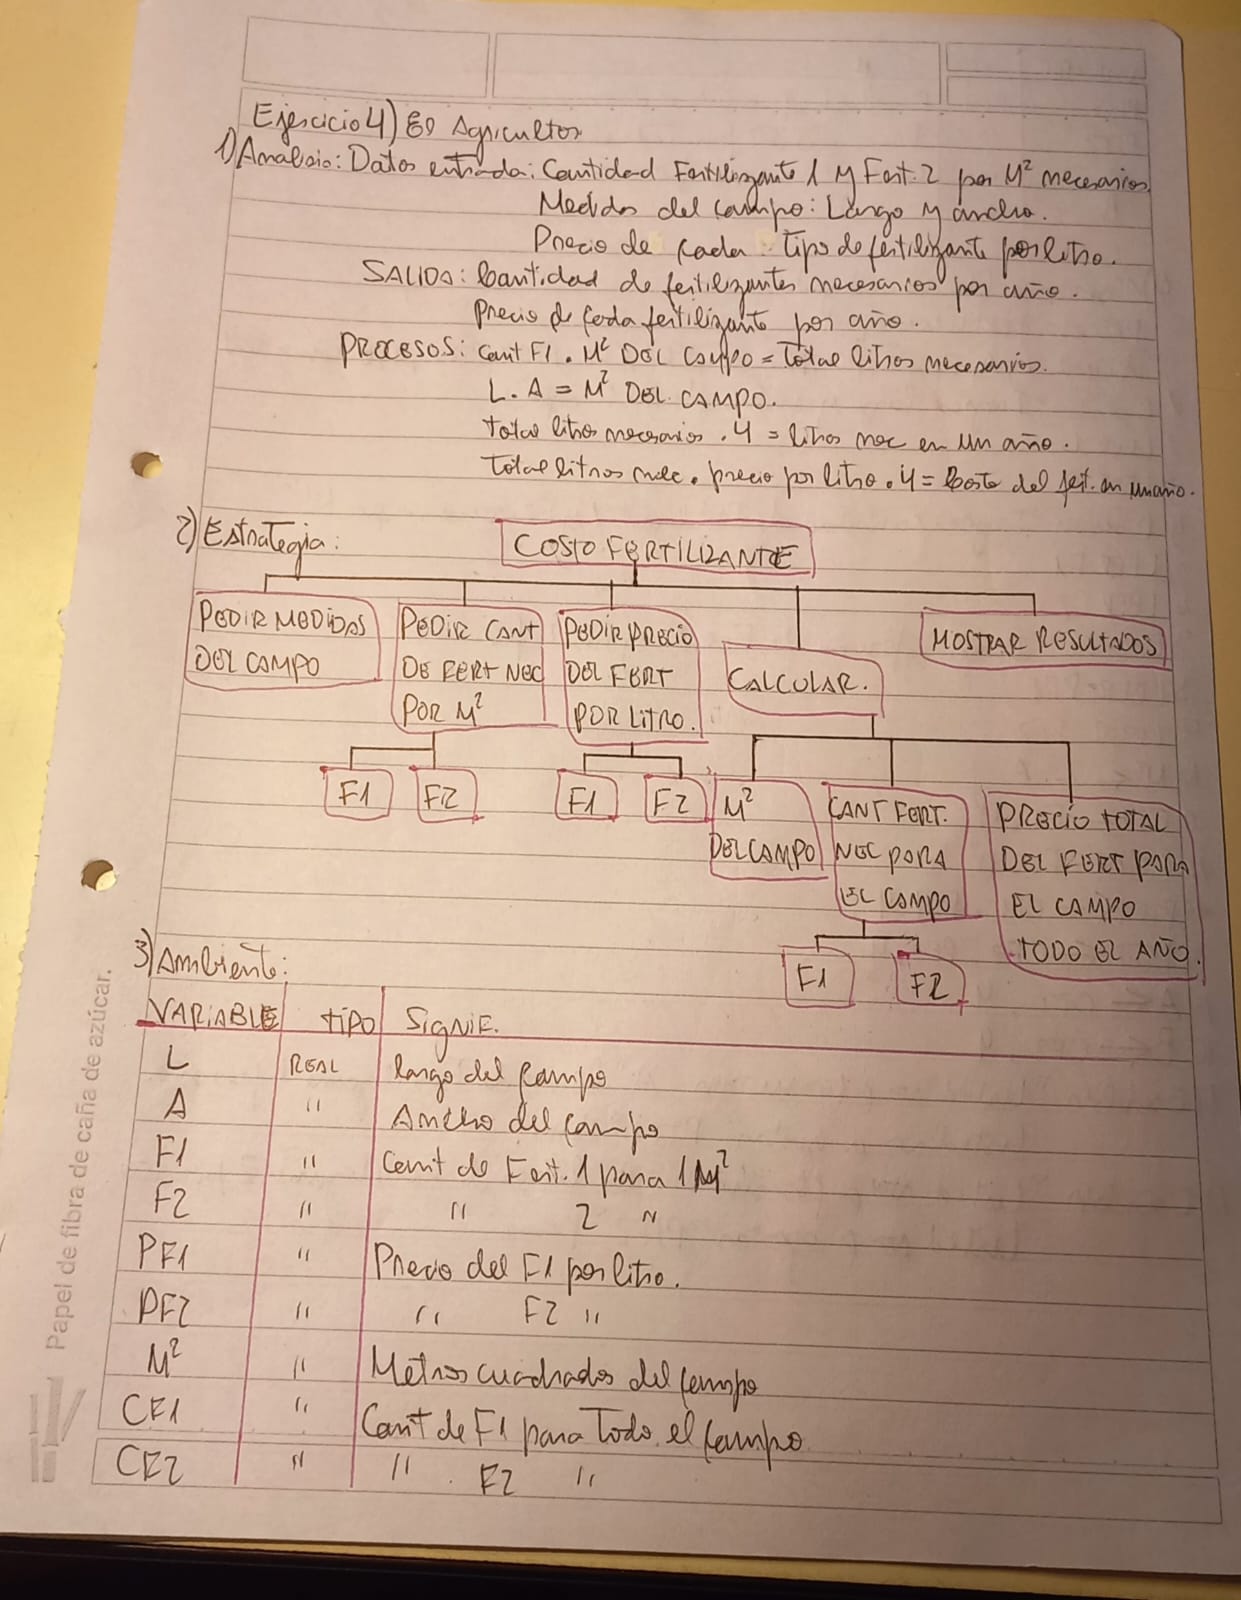 Ejercicio 4) El Agricultor
1) Analisis: Datos entrada: Cantidad Fertilizante 1 y Fert. 2 por M² necesarios
Medidas del campo: Largo y ancho.
Precio de cada tipo de fertilizante por litro.
SALIDA: Cantidad de fertilizantes necesarios por año.
Precio de cada fertilizante por año.
PROCESOS: Cant F1 . M² DEL CAMPO = Total litros necesarios.
L . A = M² DEL CAMPO.
total litros necesarios . 4 = litros nec en un año.
Total litros nec . precio por litro . 4 = Costo del fert. en un año.
2) Estrategia:
COSTO FERTILIZANTE
PEDIR MEDIDAS
DEL CAMPO
PEDIR CANT
DE FERT NEC
POR M²
F1
F2
PEDIR PRECIO
DEL FERT
POR LITRO.
F1
F2
CALCULAR.
M²
DEL CAMPO
CANT FERT.
NEC PARA
EL CAMPO
F1
F2
PRECIO TOTAL
DEL FERT PARA
EL CAMPO
TODO EL AÑO.
MOSTRAR RESULTADOS
3) Ambiente:
VARIABLE TIPO SIGNIF.
L REAL largo del campo
A " Ancho del campo
F1 " Cant de Fert. 1 para 1 M²
F2 " " 2 "
PF1 " Precio del F1 por litro.
PF2 " " F2 "
M² " Metros cuadrados del campo
CF1 " Cant de F1 para Todo el campo
CF2 " " F2 "
Papel de fibra de caña de azúcar.